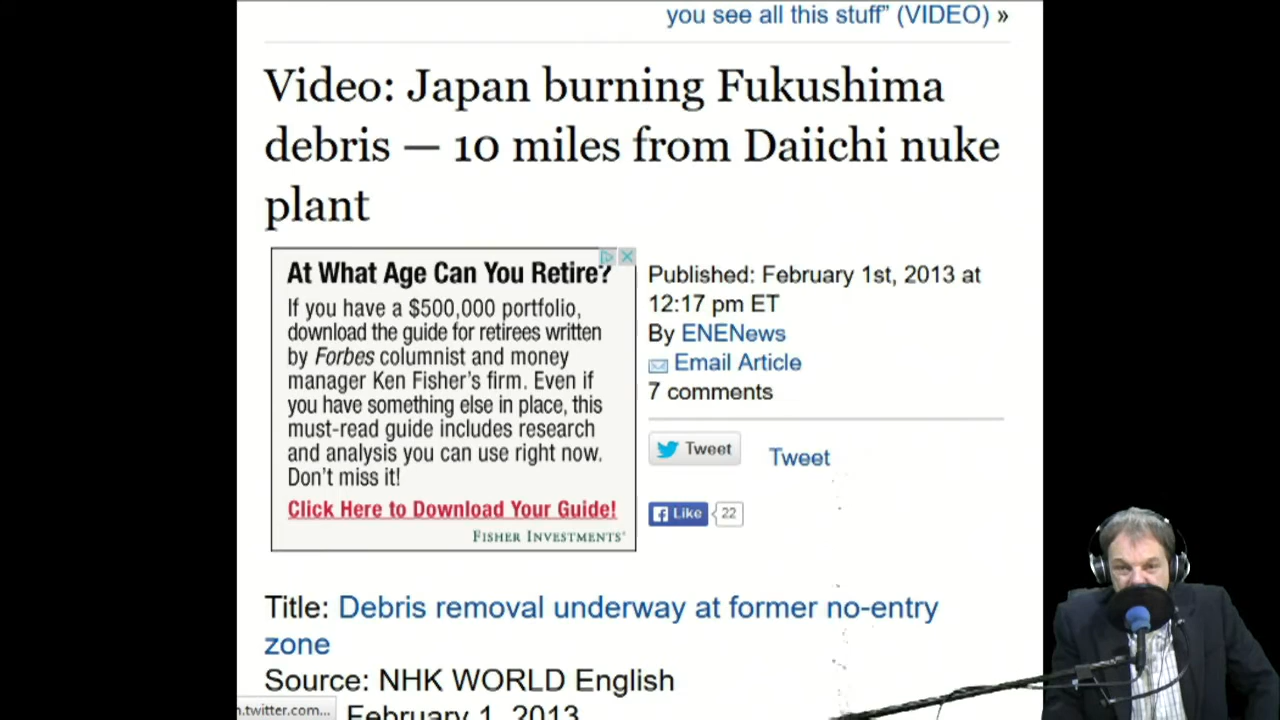 you see all this stuff” (VIDEO) »
Video: Japan burning Fukushima
debris — 10 miles from Daiichi nuke
plant
At What Age Can You Retire?
If you have a $500,000 portfolio,
download the guide for retirees written
by Forbes columnist and money
manager Ken Fisher's firm. Even if
you have something else in place, this
must-read guide includes research
and analysis you can use right now.
Don't miss it!
Click Here to Download Your Guide!
FISHER INVESTMENTS®
Published: February 1st, 2013 at
12:17 pm ET
By ENENews
Email Article
7 comments
Tweet Tweet
Like 22
Title: Debris removal underway at former no-entry
zone
Source: NHK WORLD English
February 1, 2013
n.twitter.com...